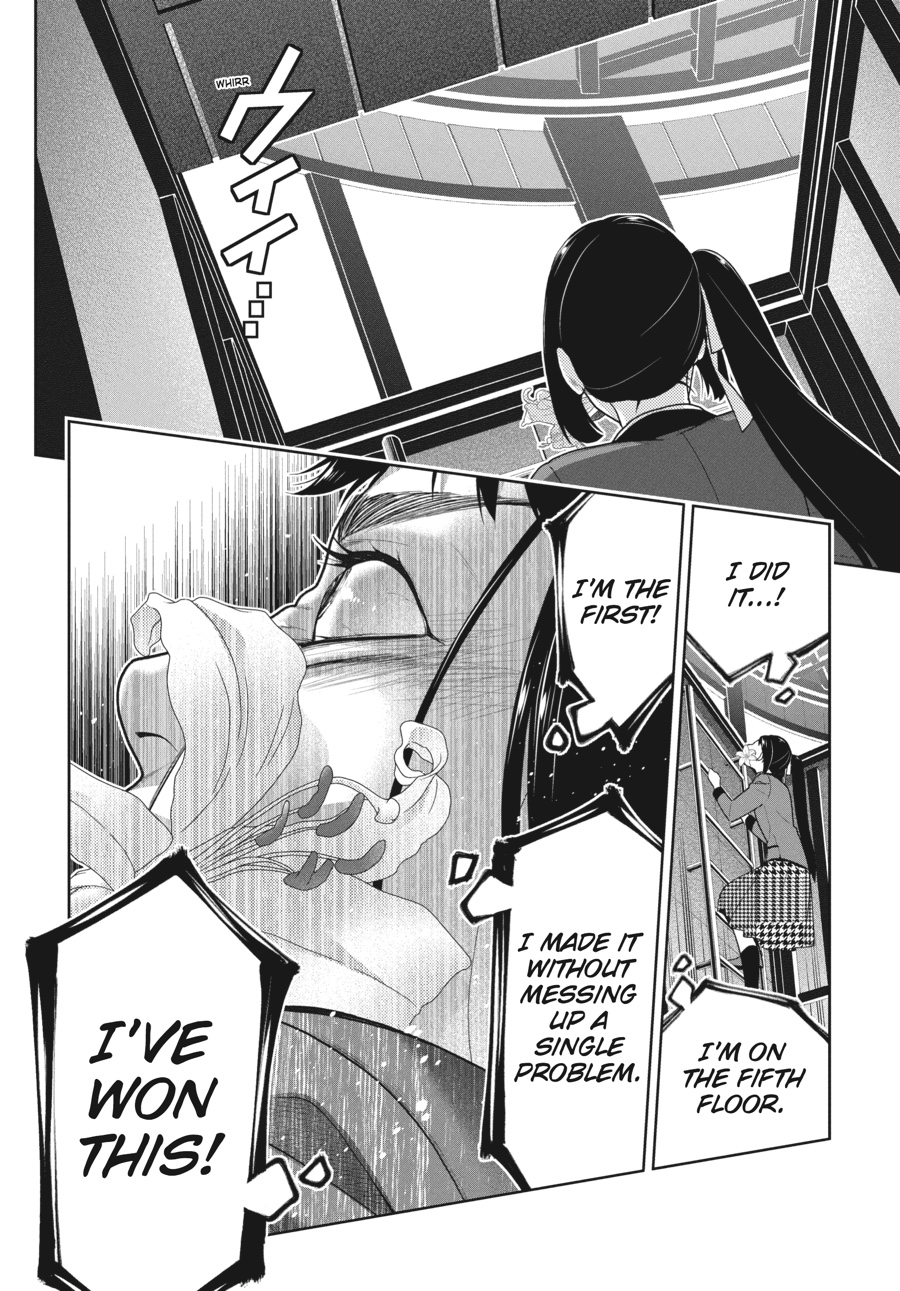 WHIRR
ウィイイ...
I DID
IT...!
I'M ON
THE FIFTH
FLOOR.
I'M THE
FIRST!
I MADE IT
WITHOUT
MESSING
UP A
SINGLE
PROBLEM.
I'VE
WON
THIS!